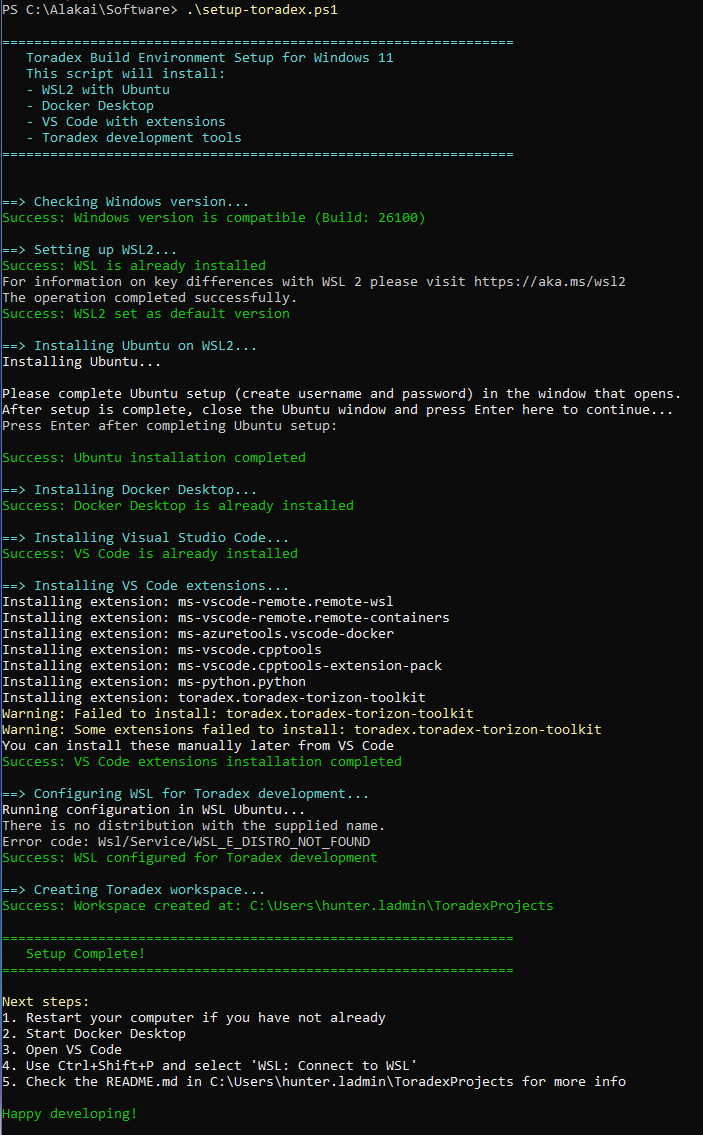 PS C:\Alakai\Software> .\setup-toradex.ps1
================================================================
Toradex Build Environment Setup for Windows 11
This script will install:
- WSL2 with Ubuntu
- Docker Desktop
- VS Code with extensions
- Toradex development tools
================================================================
==> Checking Windows version...
Success: Windows version is compatible (Build: 26100)
==> Setting up WSL2...
Success: WSL is already installed
For information on key differences with WSL 2 please visit https://aka.ms/wsl2
The operation completed successfully.
Success: WSL2 set as default version
==> Installing Ubuntu on WSL2...
Installing Ubuntu...
Please complete Ubuntu setup (create username and password) in the window that opens.
After setup is complete, close the Ubuntu window and press Enter here to continue...
Press Enter after completing Ubuntu setup:
Success: Ubuntu installation completed
==> Installing Docker Desktop...
Success: Docker Desktop is already installed
==> Installing Visual Studio Code...
Success: VS Code is already installed
==> Installing VS Code extensions...
Installing extension: ms-vscode-remote.remote-wsl
Installing extension: ms-vscode-remote.remote-containers
Installing extension: ms-azuretools.vscode-docker
Installing extension: ms-vscode.cpptools
Installing extension: ms-vscode.cpptools-extension-pack
Installing extension: ms-python.python
Installing extension: toradex.toradex-torizon-toolkit
Warning: Failed to install: toradex.toradex-torizon-toolkit
Warning: Some extensions failed to install: toradex.toradex-torizon-toolkit
You can install these manually later from VS Code
Success: VS Code extensions installation completed
==> Configuring WSL for Toradex development...
Running configuration in WSL Ubuntu...
There is no distribution with the supplied name.
Error code: Wsl/Service/WSL_E_DISTRO_NOT_FOUND
Success: WSL configured for Toradex development
==> Creating Toradex workspace...
Success: Workspace created at: C:\Users\hunter.ladmin\ToradexProjects
================================================================
Setup Complete!
================================================================
Next steps:
1. Restart your computer if you have not already
2. Start Docker Desktop
3. Open VS Code
4. Use Ctrl+Shift+P and select 'WSL: Connect to WSL'
5. Check the README.md in C:\Users\hunter.ladmin\ToradexProjects for more info
Happy developing!